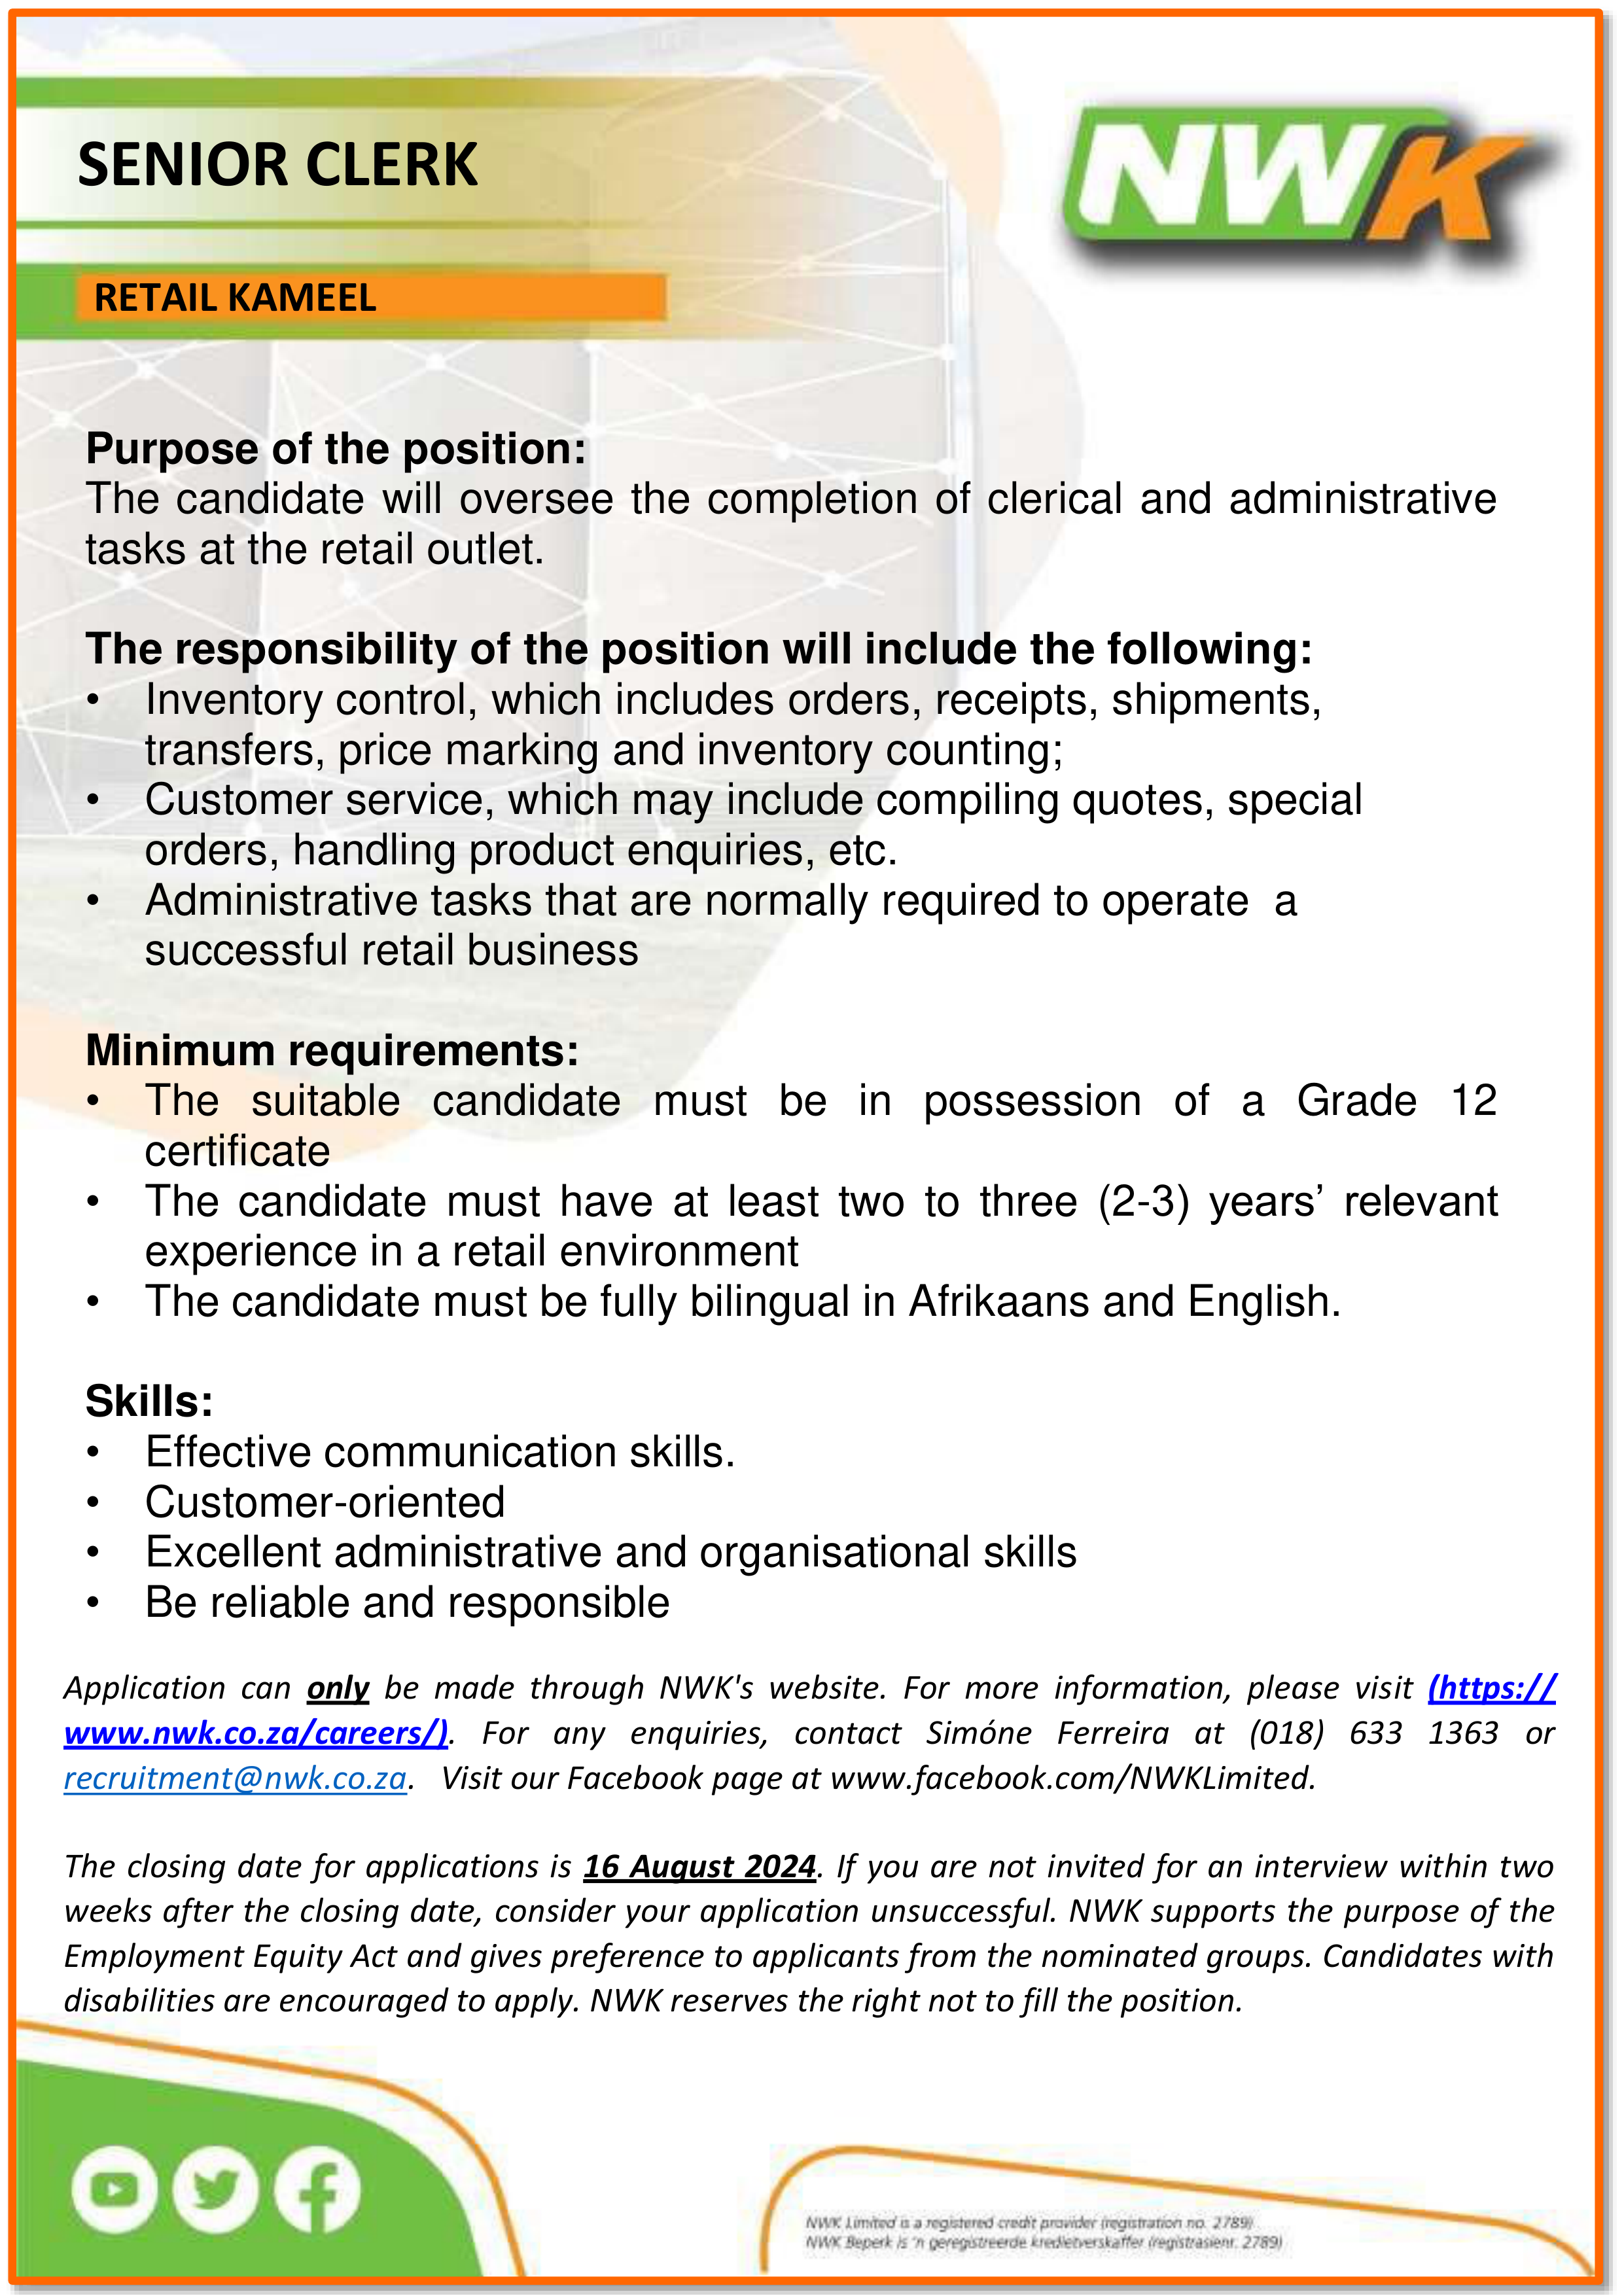 SENIOR CLERK
NWK
RETAIL KAMEEL
Purpose of the position:
The candidate will oversee the completion of clerical and administrative
tasks at the retail outlet.
The responsibility of the position will include the following:
• Inventory control, which includes orders, receipts, shipments,
transfers, price marking and inventory counting;
• Customer service, which may include compiling quotes, special
orders, handling product enquiries, etc.
• Administrative tasks that are normally required to operate a
successful retail business
Minimum requirements:
• The suitable candidate must be in possession of a Grade 12
certificate
• The candidate must have at least two to three (2-3) years’ relevant
experience in a retail environment
• The candidate must be fully bilingual in Afrikaans and English.
Skills:
• Effective communication skills.
• Customer-oriented
• Excellent administrative and organisational skills
• Be reliable and responsible
Application can only be made through NWK's website. For more information, please visit (https://
www.nwk.co.za/careers/). For any enquiries, contact Simóne Ferreira at (018) 633 1363 or
recruitment@nwk.co.za. Visit our Facebook page at www.facebook.com/NWKLimited.
The closing date for applications is 16 August 2024. If you are not invited for an interview within two
weeks after the closing date, consider your application unsuccessful. NWK supports the purpose of the
Employment Equity Act and gives preference to applicants from the nominated groups. Candidates with
disabilities are encouraged to apply. NWK reserves the right not to fill the position.
NWK Limited is a registered credit provider (registration no. 2789)
NWK Beperk is 'n geregistreerde kredietverskaffer (registrasienr. 2789)